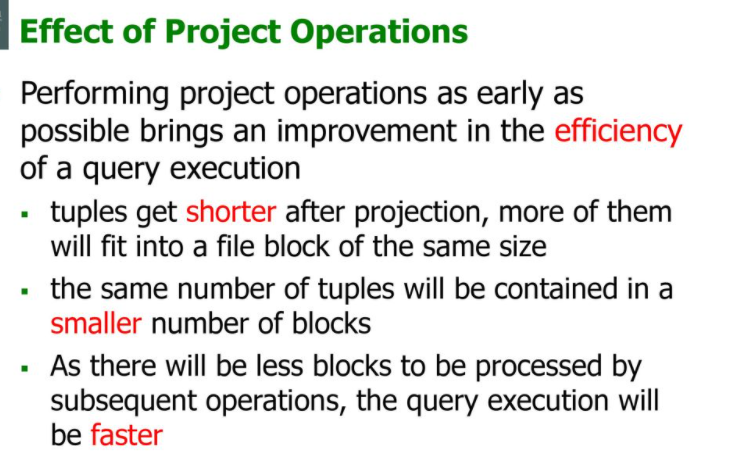 Effect of Project Operations
Performing project operations as early as
possible brings an improvement in the efficiency
of a query execution
▪ tuples get shorter after projection, more of them
will fit into a file block of the same size
▪ the same number of tuples will be contained in a
smaller number of blocks
▪ As there will be less blocks to be processed by
subsequent operations, the query execution will
be faster